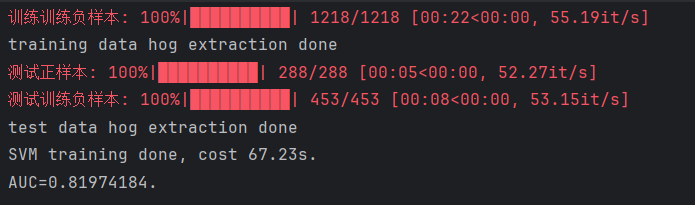 训练训练负样本: 100%|██████████| 1218/1218 [00:22<00:00, 55.19it/s]
training data hog extraction done
测试正样本: 100%|██████████| 288/288 [00:05<00:00, 52.27it/s]
测试训练负样本: 100%|██████████| 453/453 [00:08<00:00, 53.15it/s]
test data hog extraction done
SVM training done, cost 67.23s.
AUC=0.81974184.